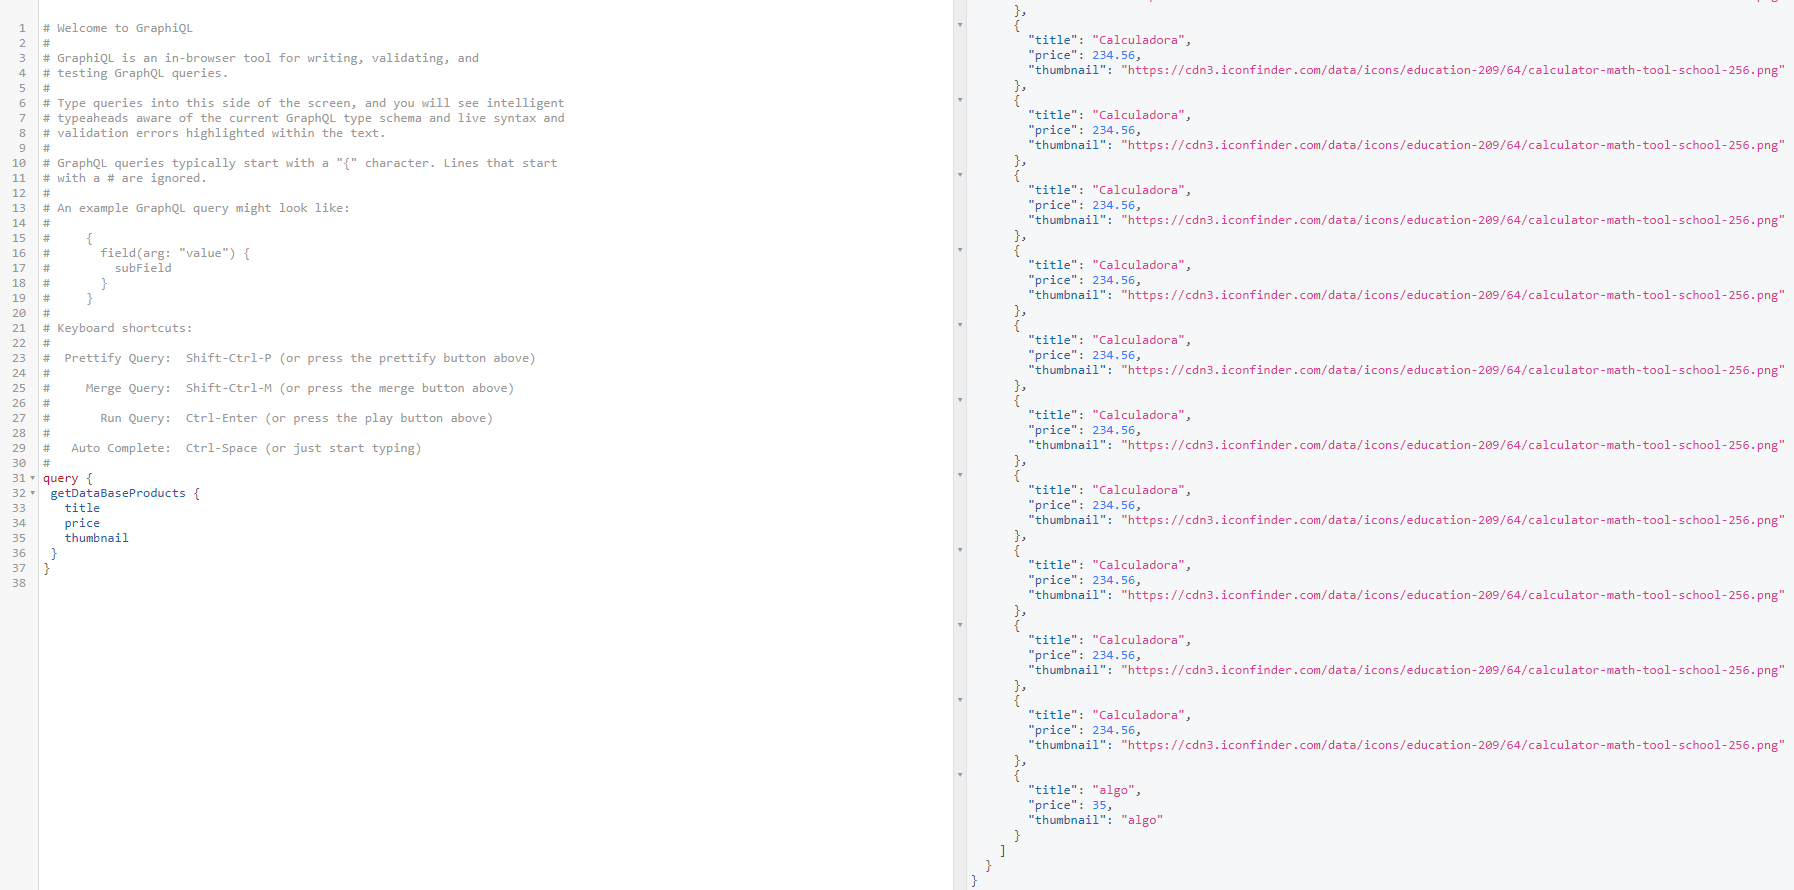 1 # Welcome to GraphiQL
2 #
3 # GraphiQL is an in-browser tool for writing, validating, and
4 # testing GraphQL queries.
5 #
6 # Type queries into this side of the screen, and you will see intelligent
7 # typeaheads aware of the current GraphQL type schema and live syntax and
8 # validation errors highlighted within the text.
9 #
10 # GraphQL queries typically start with a "{" character. Lines that start
11 # with a # are ignored.
12 #
13 # An example GraphQL query might look like:
14 #
15 #     {
16 #       field(arg: "value") {
17 #         subField
18 #       }
19 #     }
20 #
21 # Keyboard shortcuts:
22 #
23 #  Prettify Query:  Shift-Ctrl-P (or press the prettify button above)
24 #
25 #     Merge Query:  Shift-Ctrl-M (or press the merge button above)
26 #
27 #       Run Query:  Ctrl-Enter (or press the play button above)
28 #
29 #   Auto Complete:  Ctrl-Space (or just start typing)
30 #
31 query {
32  getDataBaseProducts {
33    title
34    price
35    thumbnail
36  }
37 }
38
},
{
"title": "Calculadora",
"price": 234.56,
"thumbnail": "https://cdn3.iconfinder.com/data/icons/education-209/64/calculator-math-tool-school-256.png"
},
{
"title": "Calculadora",
"price": 234.56,
"thumbnail": "https://cdn3.iconfinder.com/data/icons/education-209/64/calculator-math-tool-school-256.png"
},
{
"title": "Calculadora",
"price": 234.56,
"thumbnail": "https://cdn3.iconfinder.com/data/icons/education-209/64/calculator-math-tool-school-256.png"
},
{
"title": "Calculadora",
"price": 234.56,
"thumbnail": "https://cdn3.iconfinder.com/data/icons/education-209/64/calculator-math-tool-school-256.png"
},
{
"title": "Calculadora",
"price": 234.56,
"thumbnail": "https://cdn3.iconfinder.com/data/icons/education-209/64/calculator-math-tool-school-256.png"
},
{
"title": "Calculadora",
"price": 234.56,
"thumbnail": "https://cdn3.iconfinder.com/data/icons/education-209/64/calculator-math-tool-school-256.png"
},
{
"title": "Calculadora",
"price": 234.56,
"thumbnail": "https://cdn3.iconfinder.com/data/icons/education-209/64/calculator-math-tool-school-256.png"
},
{
"title": "Calculadora",
"price": 234.56,
"thumbnail": "https://cdn3.iconfinder.com/data/icons/education-209/64/calculator-math-tool-school-256.png"
},
{
"title": "Calculadora",
"price": 234.56,
"thumbnail": "https://cdn3.iconfinder.com/data/icons/education-209/64/calculator-math-tool-school-256.png"
},
{
"title": "Calculadora",
"price": 234.56,
"thumbnail": "https://cdn3.iconfinder.com/data/icons/education-209/64/calculator-math-tool-school-256.png"
},
{
"title": "algo",
"price": 35,
"thumbnail": "algo"
}
]
}
}